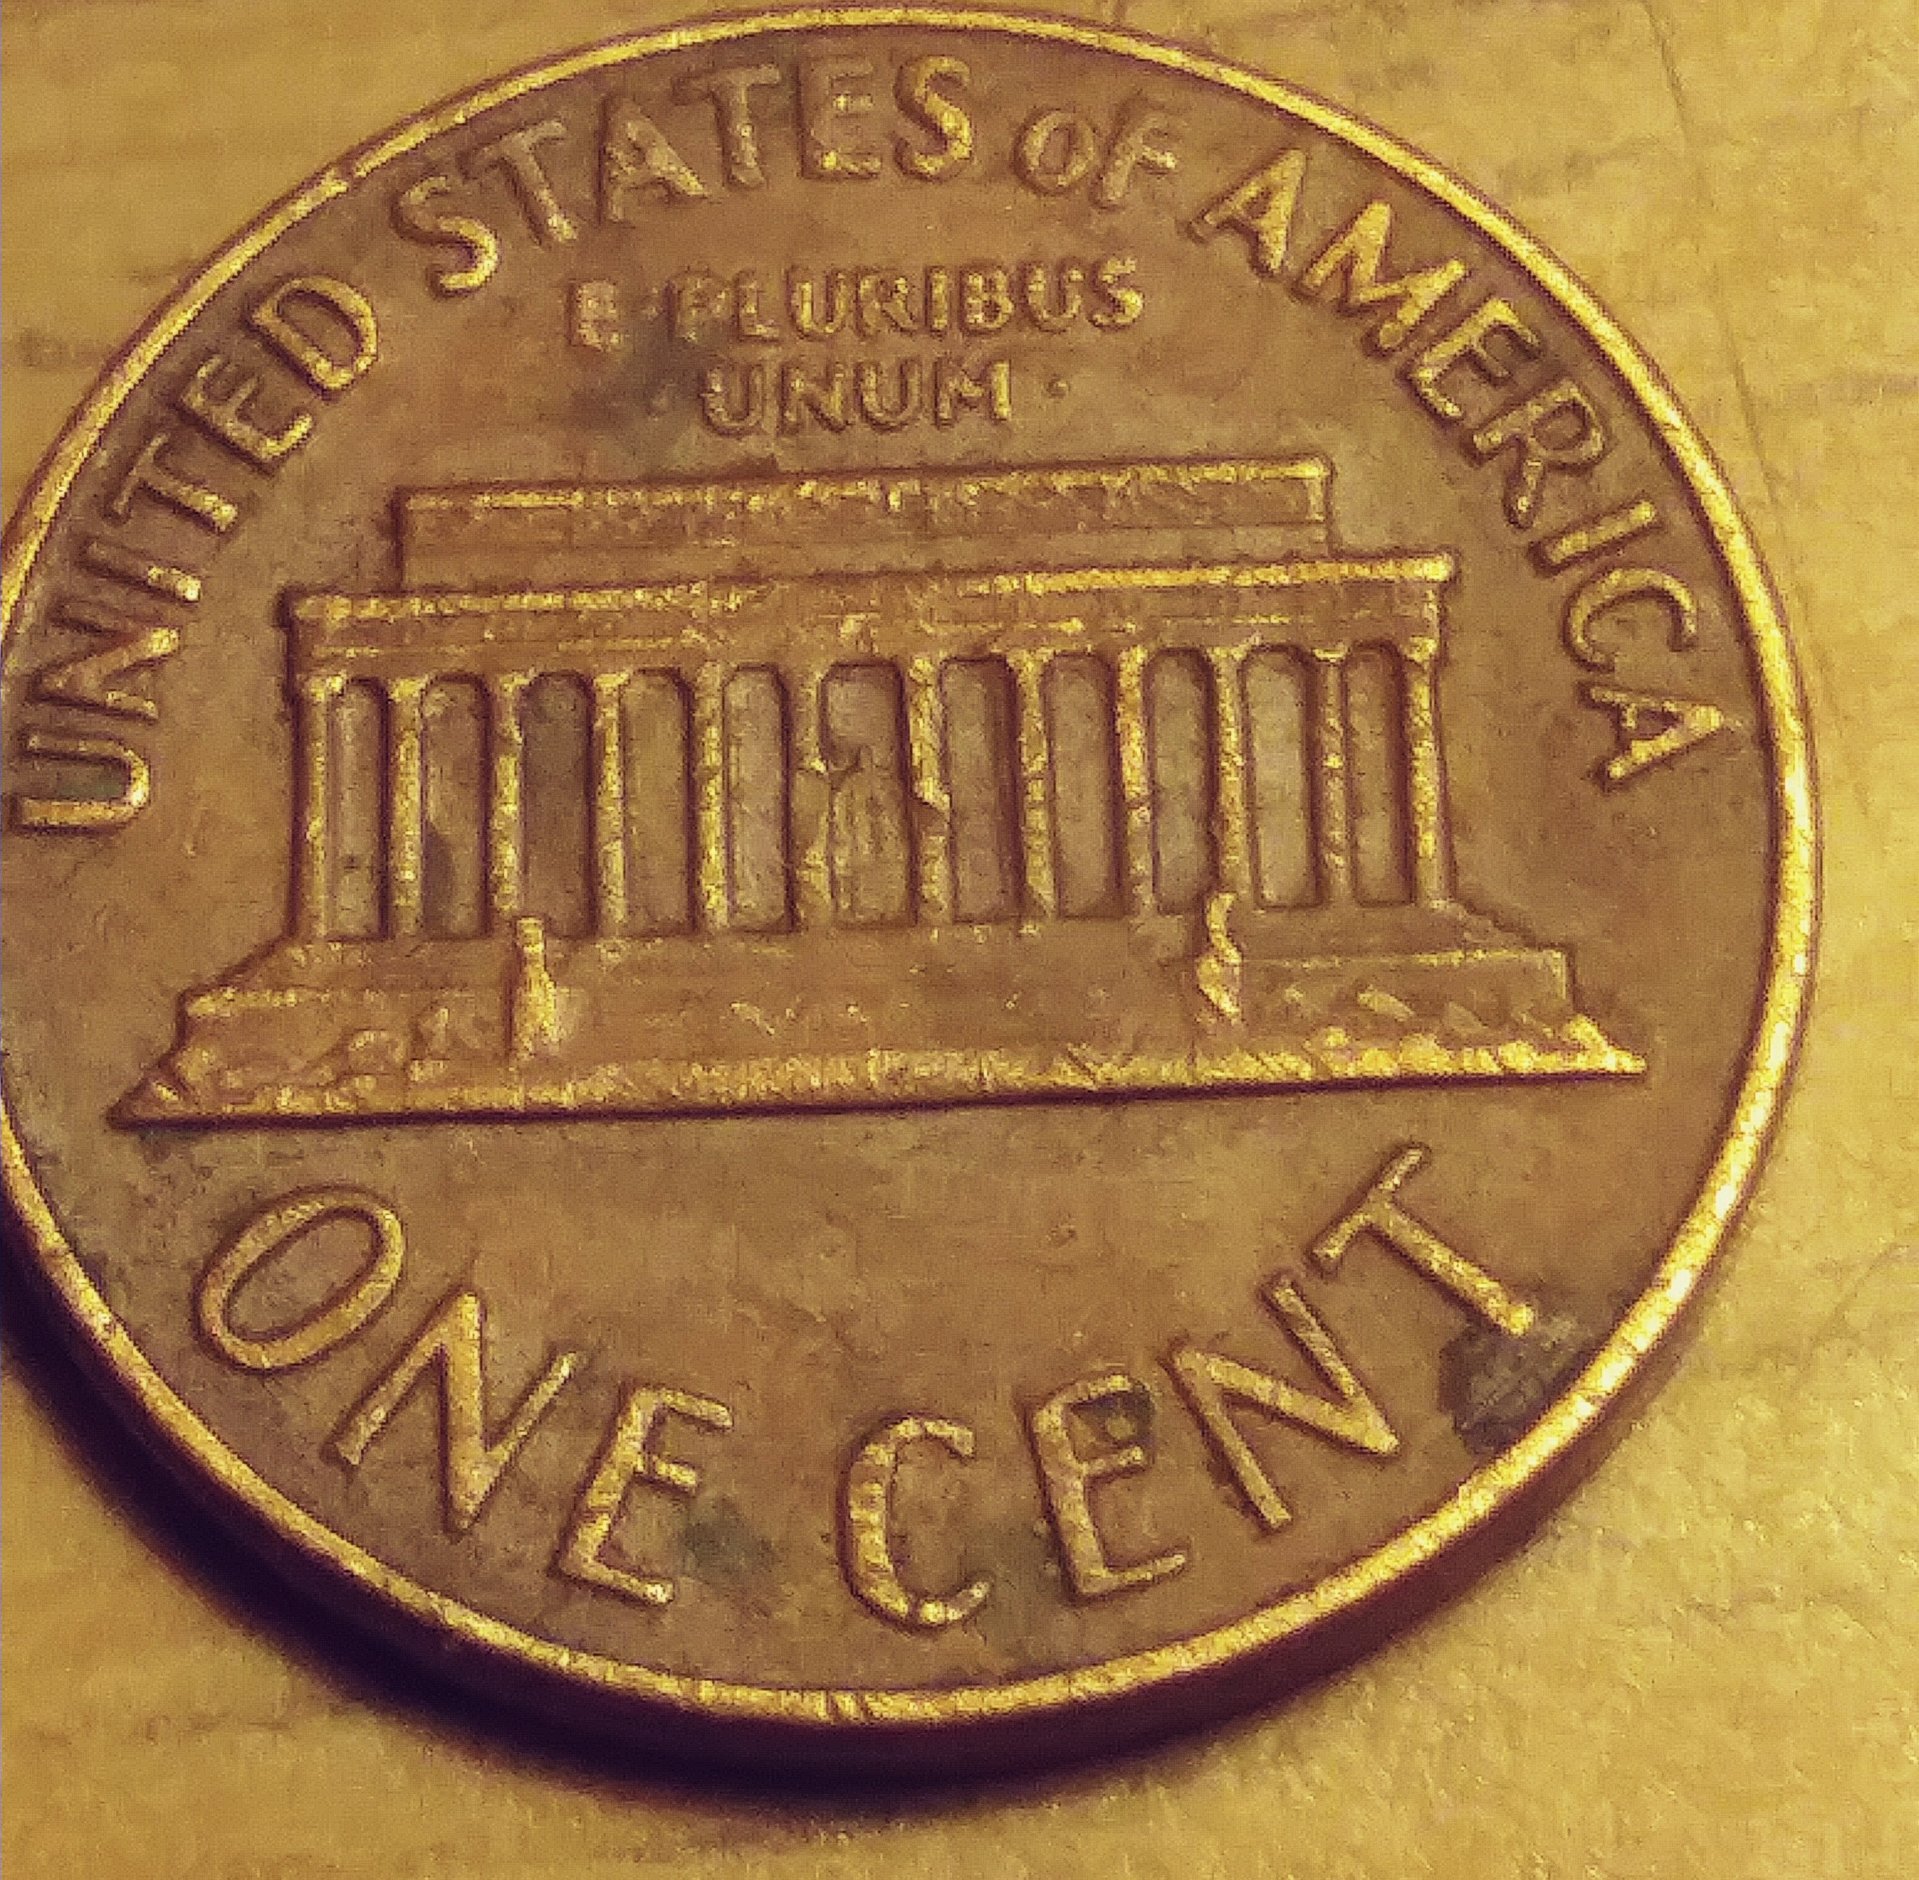 UNITED STATES OF AMERICA
E·PLURIBUS
·UNUM·
ONE CENT